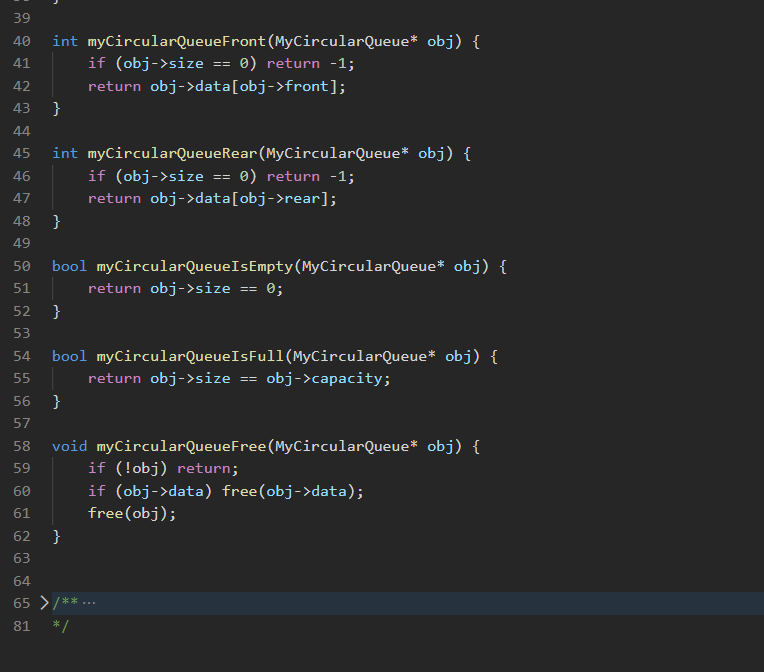 39
40 int myCircularQueueFront(MyCircularQueue* obj) {
41     if (obj->size == 0) return -1;
42     return obj->data[obj->front];
43 }
44
45 int myCircularQueueRear(MyCircularQueue* obj) {
46     if (obj->size == 0) return -1;
47     return obj->data[obj->rear];
48 }
49
50 bool myCircularQueueIsEmpty(MyCircularQueue* obj) {
51     return obj->size == 0;
52 }
53
54 bool myCircularQueueIsFull(MyCircularQueue* obj) {
55     return obj->size == obj->capacity;
56 }
57
58 void myCircularQueueFree(MyCircularQueue* obj) {
59     if (!obj) return;
60     if (obj->data) free(obj->data);
61     free(obj);
62 }
63
64
65 /** ···
81 */